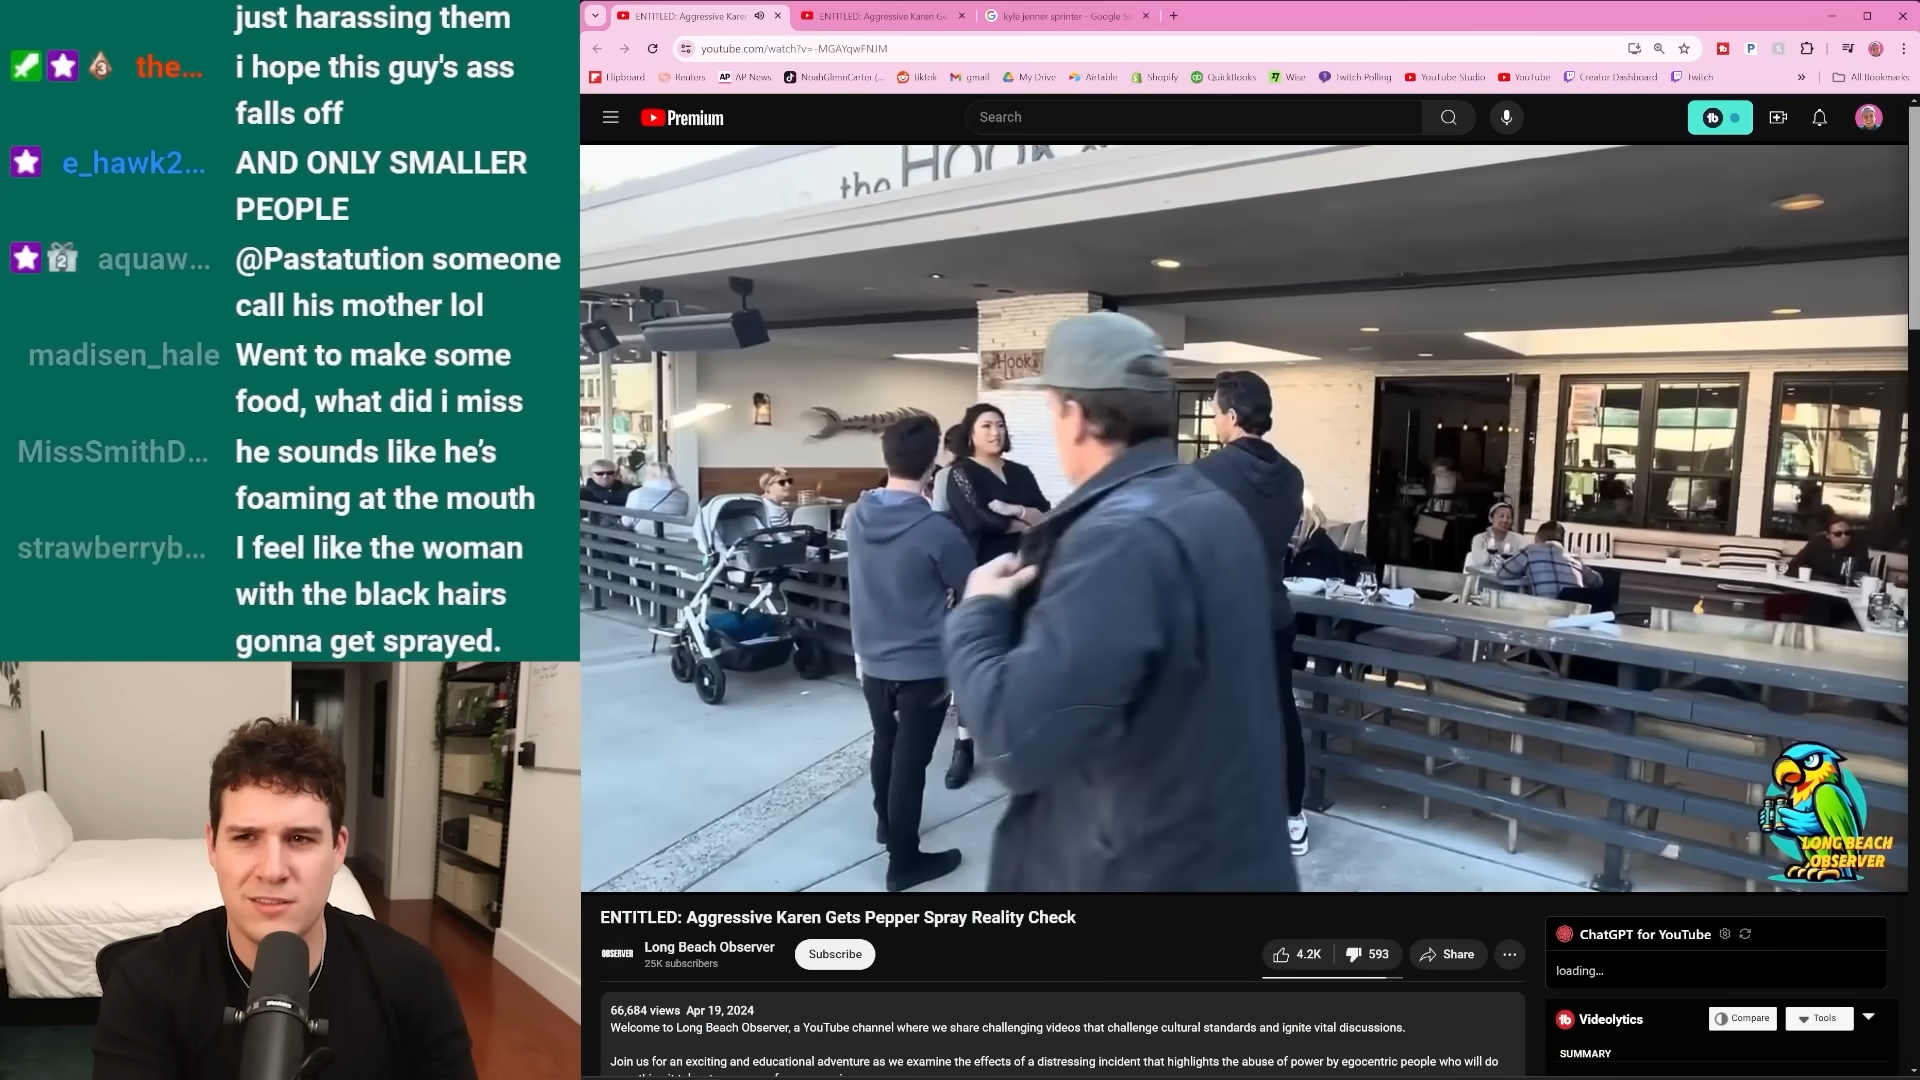 just harassing them
the... i hope this guy's ass
falls off
e_hawk2... AND ONLY SMALLER
PEOPLE
2 aquaw... @Pastatution someone
call his mother lol
madisen_hale Went to make some
food, what did i miss
MissSmithD... he sounds like he's
foaming at the mouth
strawberryb... I feel like the woman
with the black hairs
gonna get sprayed.
ENTITLED: Aggressive Karen
ENTITLED: Aggressive Karen Ge
kyle jenner sprinter - Google Se
youtube.com/watch?v=-MGAYqwFNJM
Flipboard Reuters AP News NoahGlennCarter (... tiktok gmail My Drive Airtable Shopify QuickBooks Wise Twitch Polling YouTube Studio YouTube Creator Dashboard Twitch
All Bookmarks
Premium
Search
the HOOK &
Hook
LONG BEACH
OBSERVER
ENTITLED: Aggressive Karen Gets Pepper Spray Reality Check
OBSERVER
Long Beach Observer
25K subscribers
Subscribe
4.2K
593
Share
66,684 views Apr 19, 2024
Welcome to Long Beach Observer, a YouTube channel where we share challenging videos that challenge cultural standards and ignite vital discussions.
Join us for an exciting and educational adventure as we examine the effects of a distressing incident that highlights the abuse of power by egocentric people who will do
ChatGPT for YouTube
loading...
Videolytics
Compare
Tools
SUMMARY